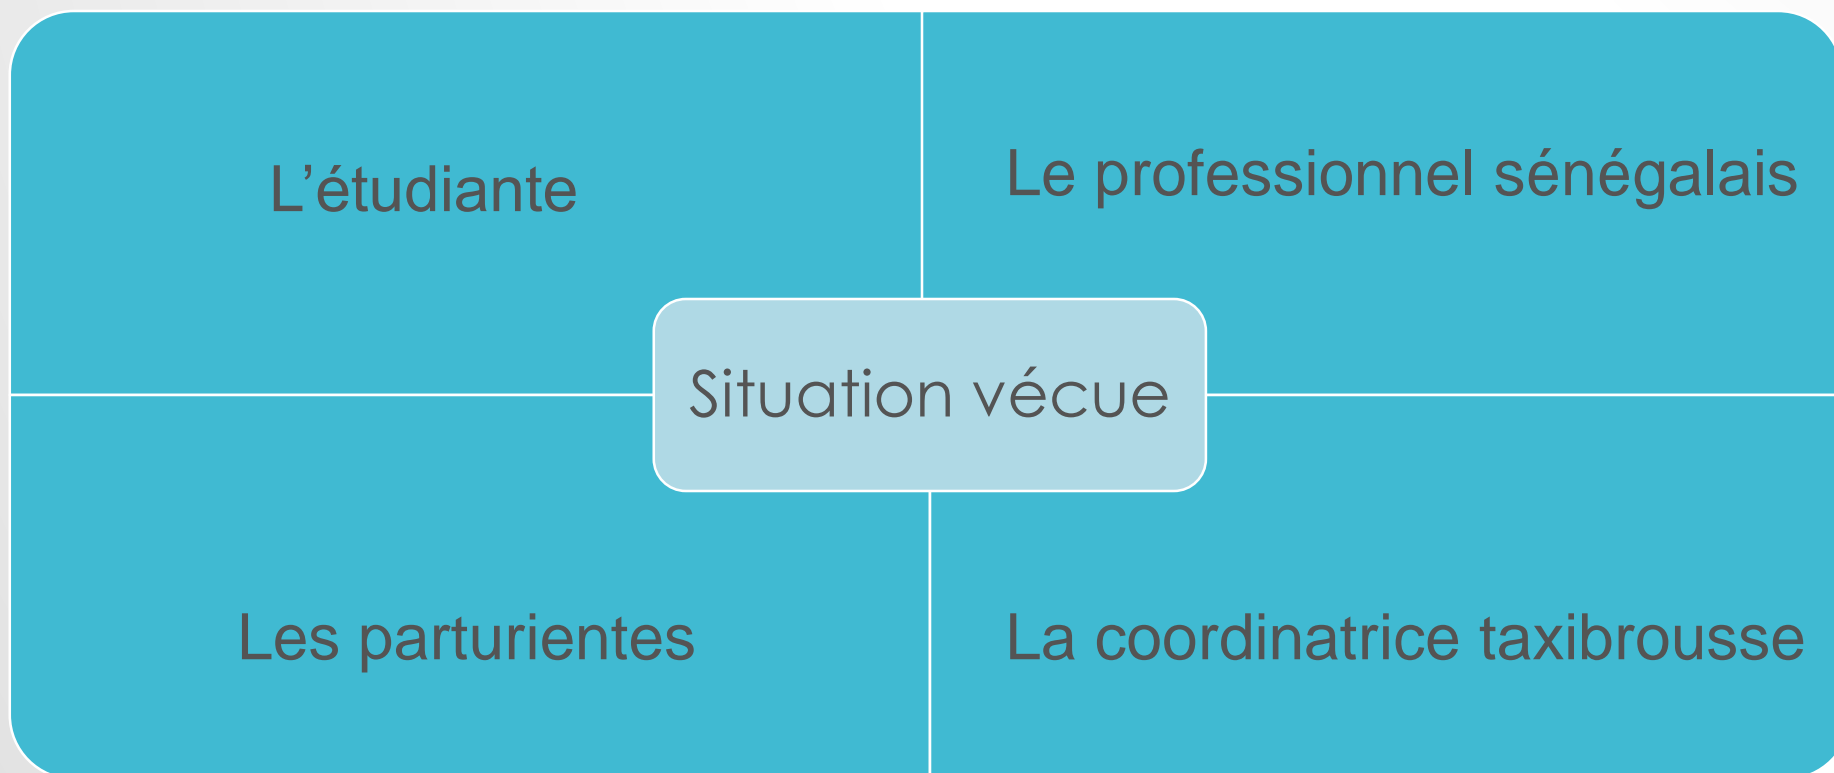 L’étudiante
Le professionnel sénégalais
Situation vécue
Les parturientes
La coordinatrice taxibrousse